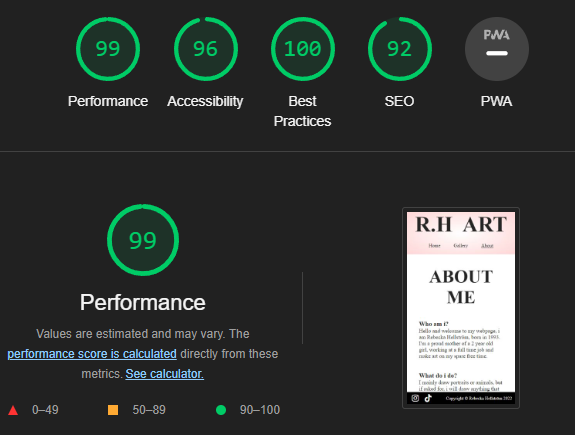 99
96
100
92
PWA
Performance
Accessibility
Best
Practices
SEO
PWA
99
Performance
Values are estimated and may vary. The
performance score is calculated directly from these
metrics. See calculator.
0–49
50–89
90–100
R.H ART
Home Gallery About
ABOUT
ME
Who am i?
Hello and welcome to my webpage, i
am Rebecka Hellström, born in 1993.
I'm a proud mother of a 2 year old
girl, working at a full time job and
make art on my spare free time.
What do i do?
I mainly draw portraits or animals, but
if asked for, i will draw anything that
Copyright © Rebecka Hellström 2023